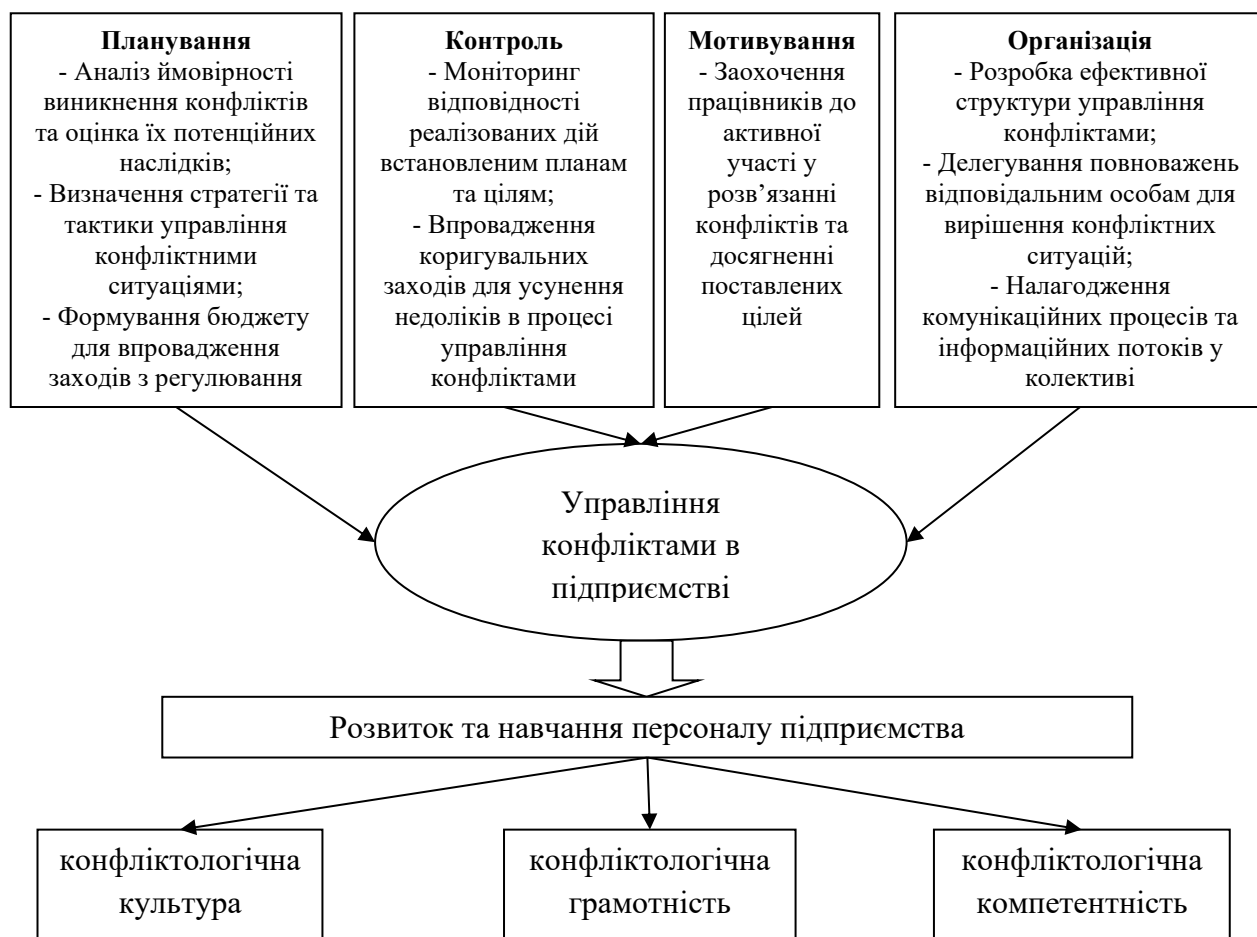 Планування
- Аналіз ймовірності
виникнення конфліктів
та оцінка їх потенційних
наслідків;
- Визначення стратегії та
тактики управління
конфліктними
ситуаціями;
- Формування бюджету
для впровадження
заходів з регулювання
Контроль
- Моніторинг
відповідності
реалізованих дій
встановленим планам
та цілям;
- Впровадження
коригувальних
заходів для усунення
недоліків в процесі
управління
конфліктами
Мотивування
- Заохочення
працівників до
активної
участі у
розв’язанні
конфліктів та
досягненні
поставлених
цілей
Організація
- Розробка ефективної
структури управління
конфліктами;
- Делегування повноважень
відповідальним особам для
вирішення конфліктних
ситуацій;
- Налагодження
комунікаційних процесів та
інформаційних потоків у
колективі
Управління
конфліктами в
підприємстві
Розвиток та навчання персоналу підприємства
конфліктологічна
культура
конфліктологічна
грамотність
конфліктологічна
компетентність